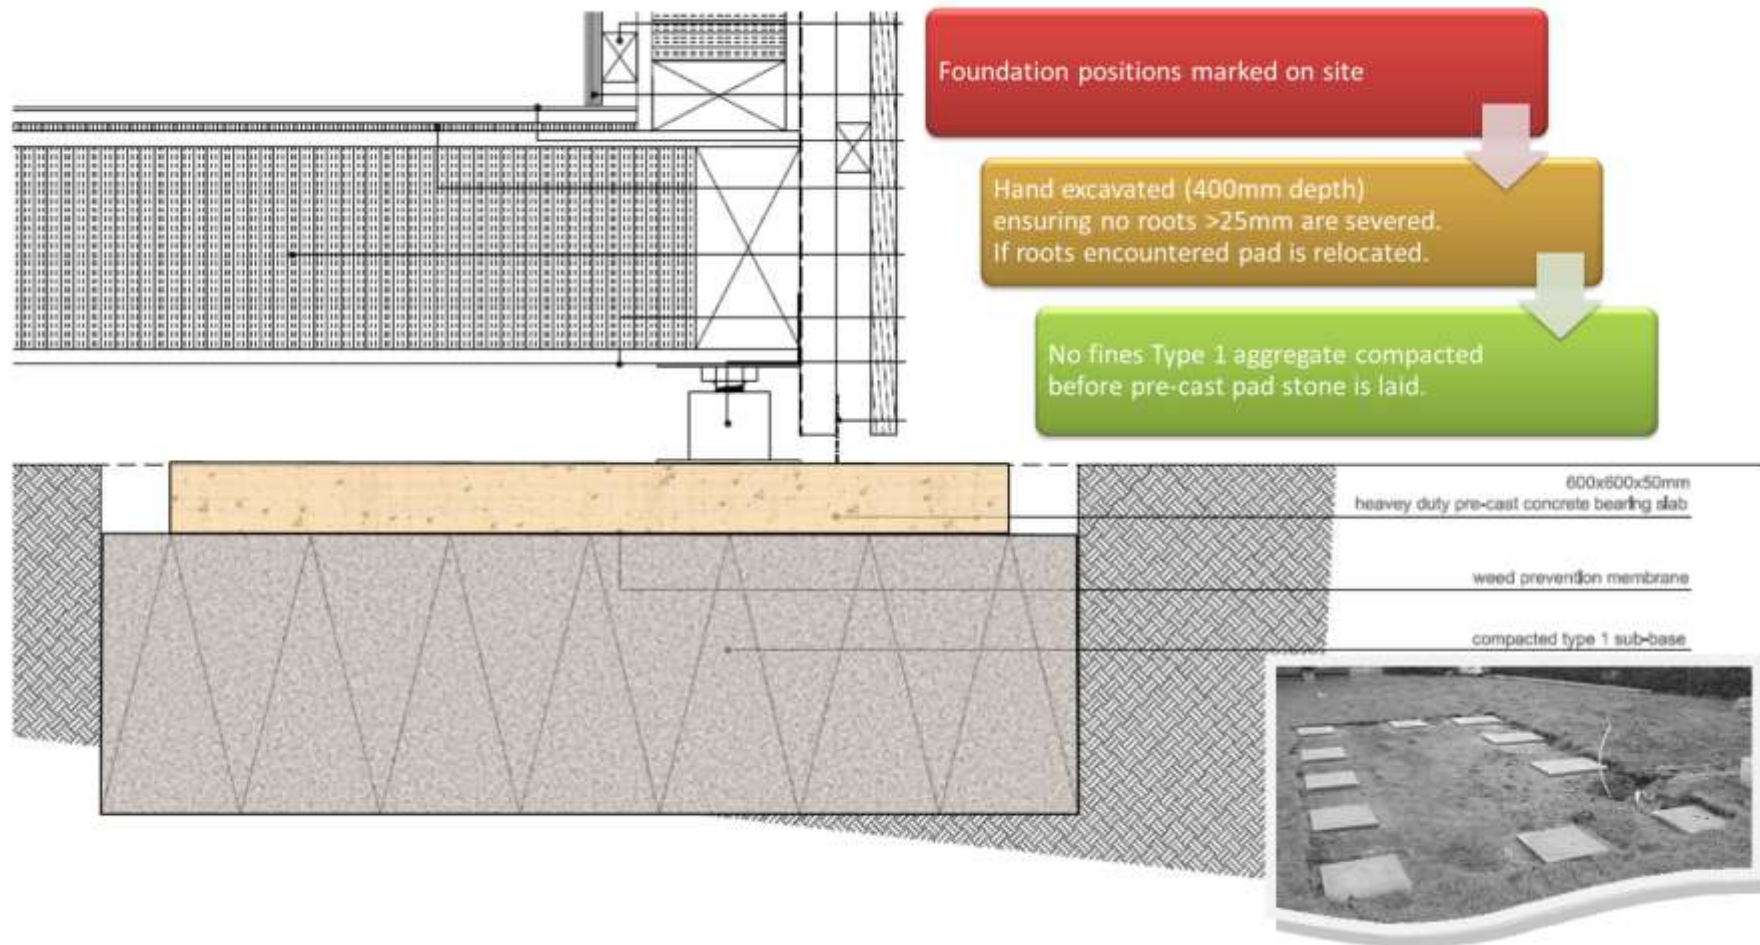 Foundation positions marked on site
Hand excavated (400mm depth)
ensuring no roots >25mm are severed.
If roots encountered pad is relocated.
No fines Type 1 aggregate compacted
before pre-cast pad stone is laid.
600x600x50mm
heavey duty pre-cast concrete bearing slab
weed prevention membrane
compacted type 1 sub-base